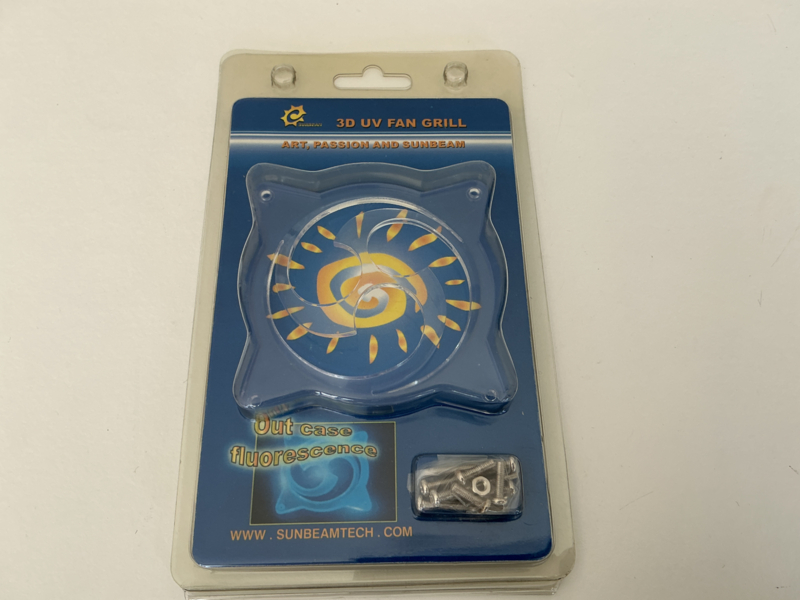 3D UV FAN GRILL
ART, PASSION AND SUNBEAM
Out case
fluorescence
WWW . SUNBEAMTECH . COM